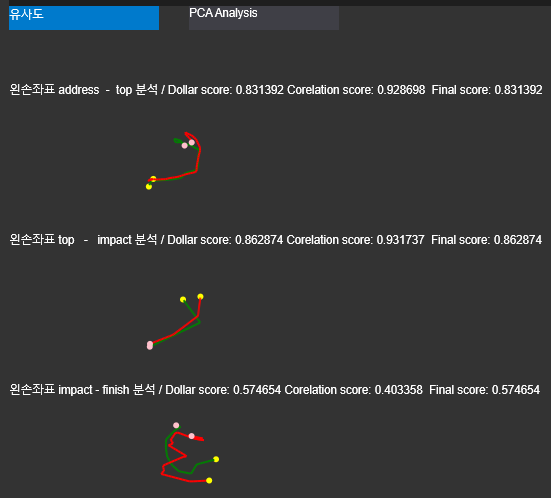 유사도
PCA Analysis
왼손좌표 address - top 분석 / Dollar score: 0.831392 Corelation score: 0.928698 Final score: 0.831392
왼손좌표 top - impact 분석 / Dollar score: 0.862874 Corelation score: 0.931737 Final score: 0.862874
왼손좌표 impact - finish 분석 / Dollar score: 0.574654 Corelation score: 0.403358 Final score: 0.574654